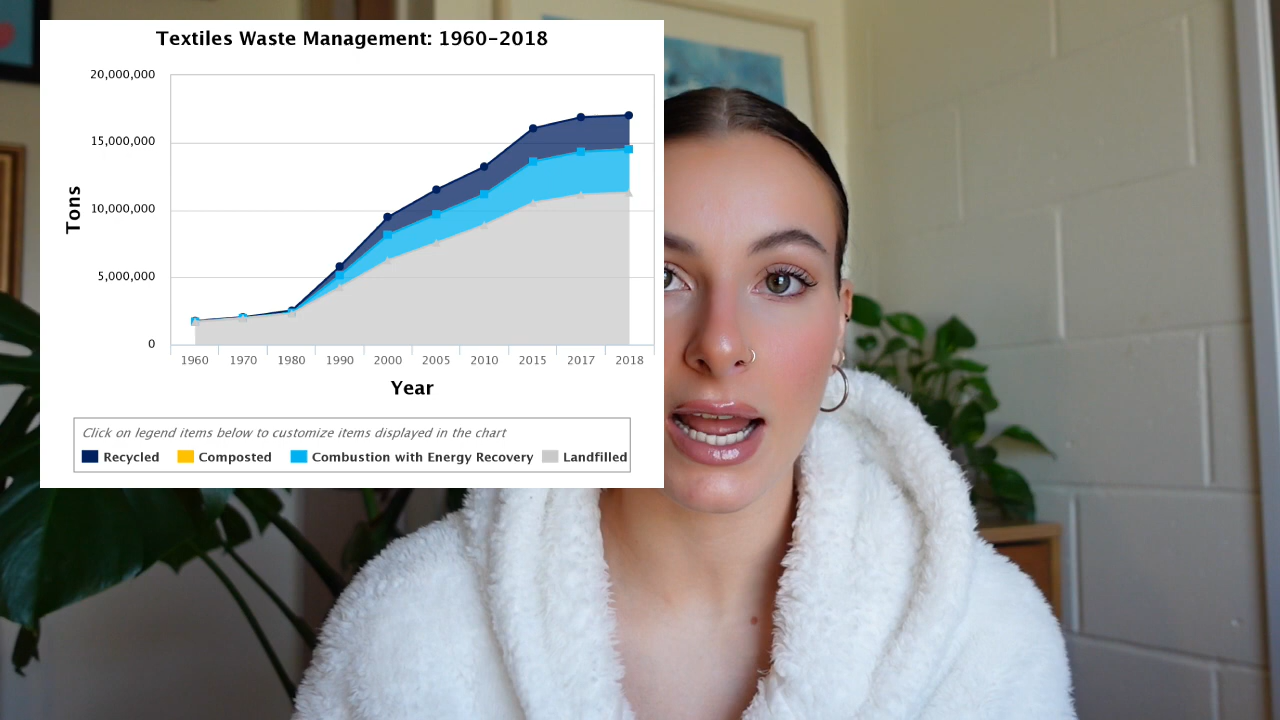 Textiles Waste Management: 1960–2018
20,000,000
15,000,000
10,000,000
5,000,000
0
Tons
1960 1970 1980 1990 2000 2005 2010 2015 2017 2018
Year
Click on legend items below to customize items displayed in the chart
Recycled Composted Combustion with Energy Recovery Landfilled